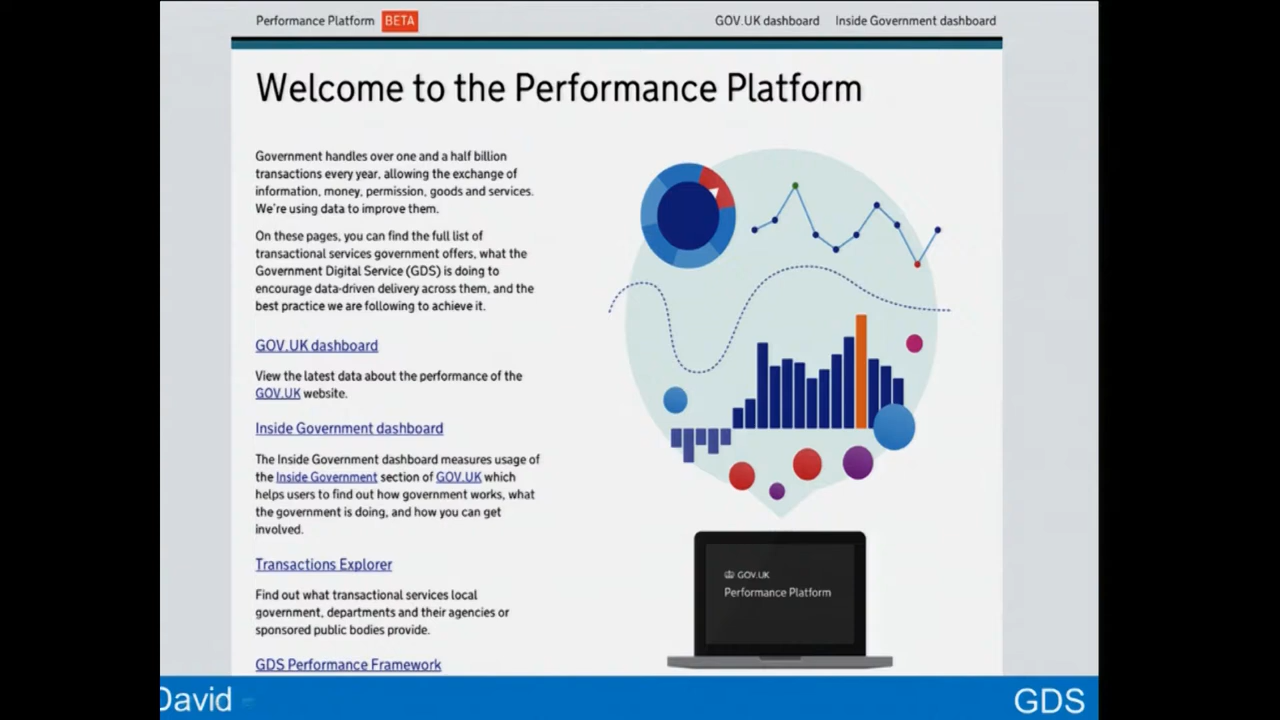 Performance Platform BETA
GOV.UK dashboard Inside Government dashboard
Welcome to the Performance Platform
Government handles over one and a half billion
transactions every year, allowing the exchange of
information, money, permission, goods and services.
We're using data to improve them.
On these pages, you can find the full list of
transactional services government offers, what the
Government Digital Service (GDS) is doing to
encourage data-driven delivery across them, and the
best practice we are following to achieve it.
GOV.UK dashboard
View the latest data about the performance of the
GOV.UK website.
Inside Government dashboard
The Inside Government dashboard measures usage of
the Inside Government section of GOV.UK which
helps users to find out how government works, what
the government is doing, and how you can get
involved.
Transactions Explorer
Find out what transactional services local
government, departments and their agencies or
sponsored public bodies provide.
GDS Performance Framework
GOV.UK
Performance Platform
David
GDS